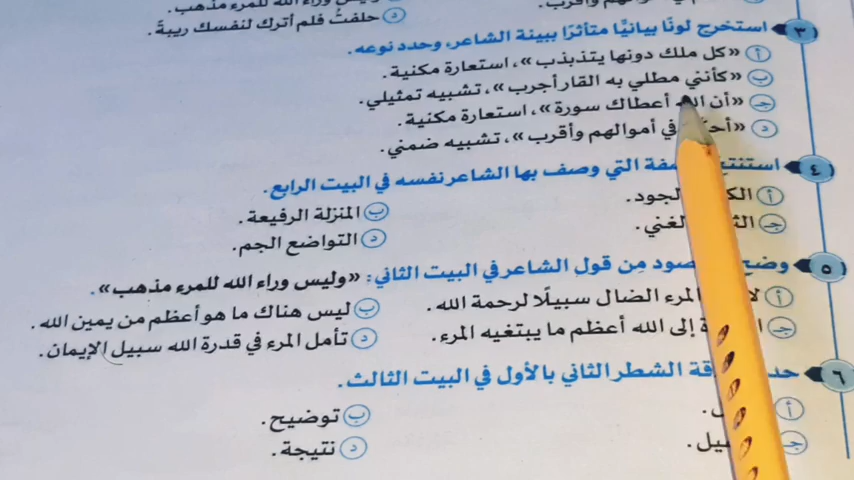 د حلفتُ فلم أترك لنفسك ريبةً.
٣ استخرج لونًا بيانيًّا متأثرًا ببيئة الشاعر، وحدد نوعه.
أ «كل ملك دونها يتذبذب»، استعارة مكنية.
ب «كأنني مطلي به القار أجرب»، تشبيه تمثيلي.
ج «أن الله أعطاك سورة»، استعارة مكنية.
د في أموالهم وأقرب»، تشبيه ضمني.
٤ استنتج التي وصف بها الشاعر نفسه في البيت الرابع.
أ الجود. ب المنزلة الرفيعة.
ج الغني. د التواضع الجم.
٥ وضح من قول الشاعر في البيت الثاني: «وليس وراء الله للمرء مذهب».
أ المرء الضال سبيلًا لرحمة الله. ب ليس هناك ما هو أعظم من يمين الله.
ج إلى الله أعظم ما يبتغيه المرء. د تأمل المرء في قدرة الله سبيل الإيمان.
٦ الشطر الثاني بالأول في البيت الثالث.
أ ب توضيح.
ج د نتيجة.